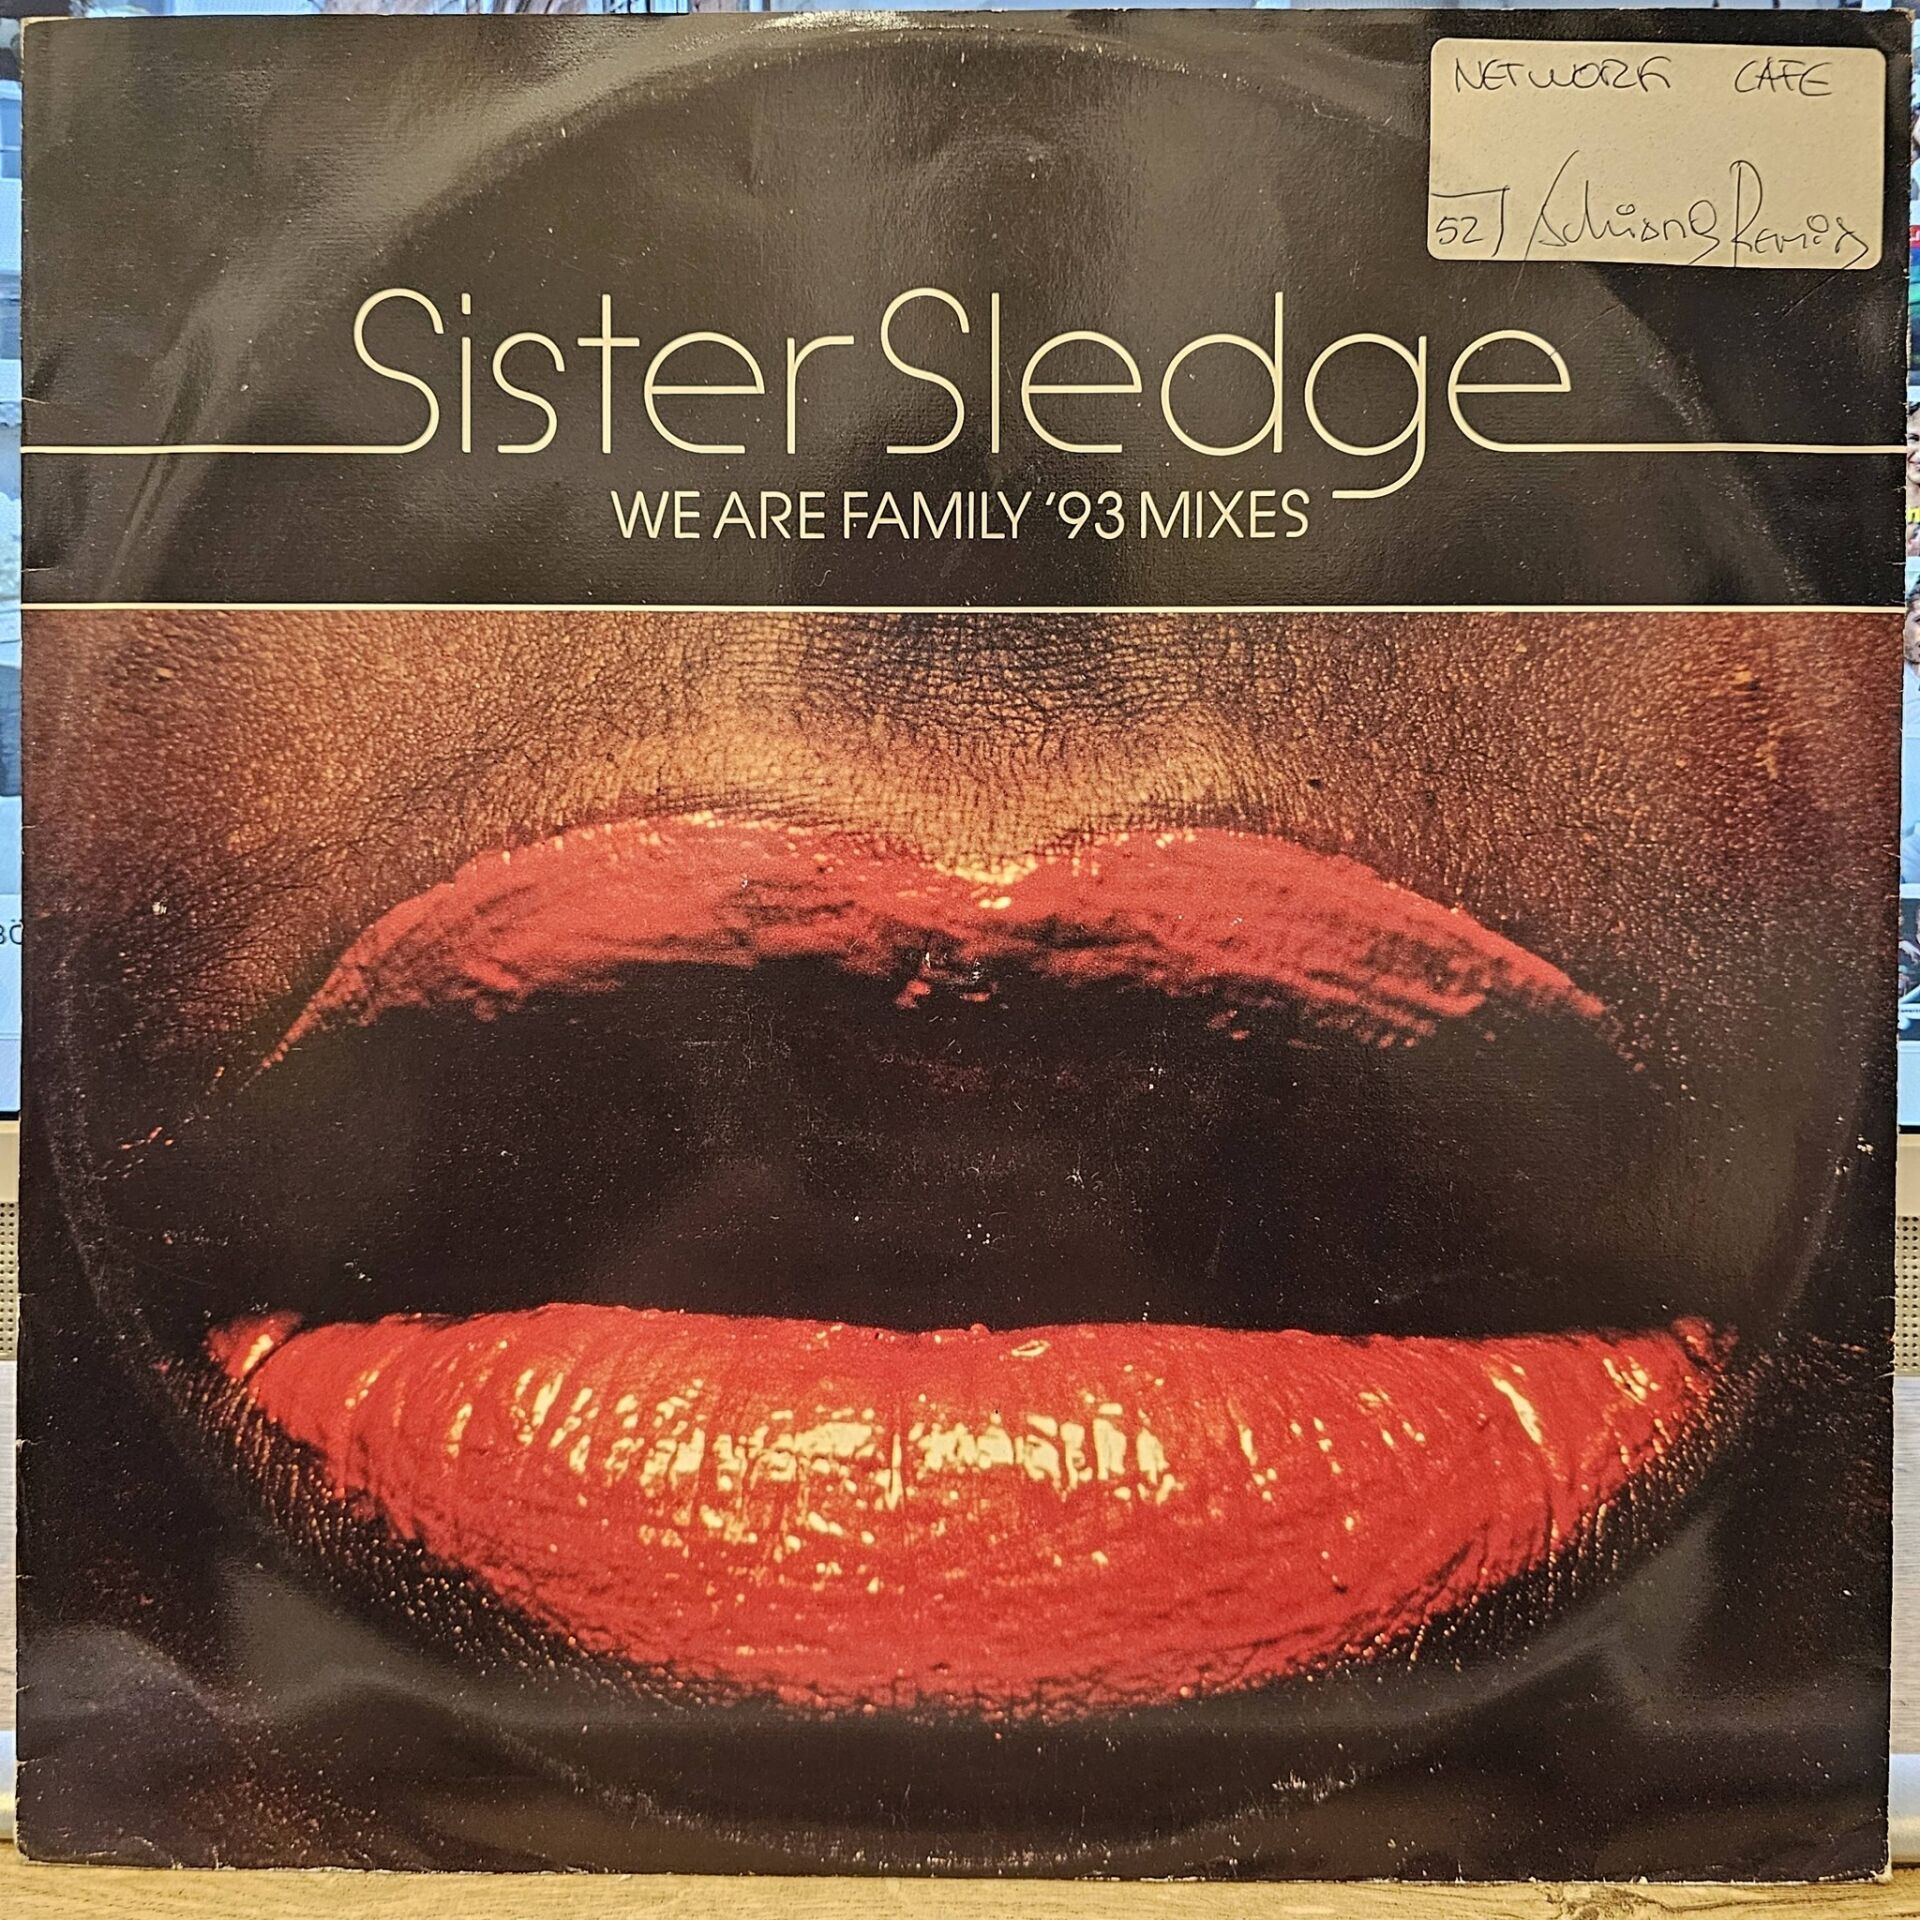 NETWORK CAFE
52
Sister Sledge
WE ARE FAMILY '93 MIXES